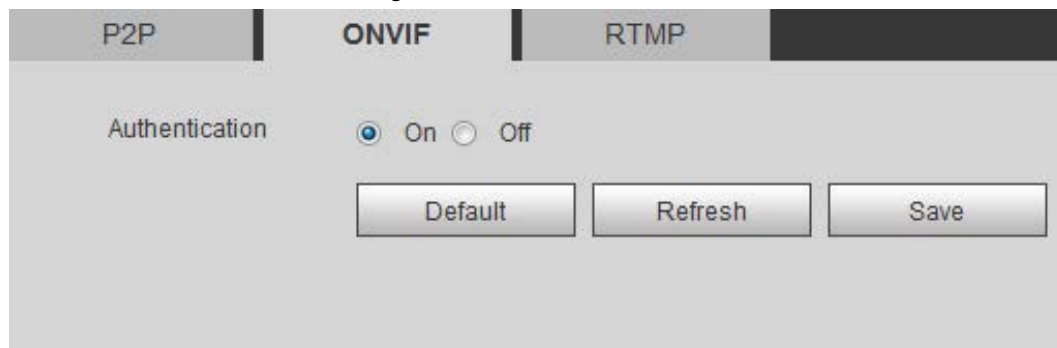 P2P ONVIF RTMP
Authentication On Off
Default Refresh Save